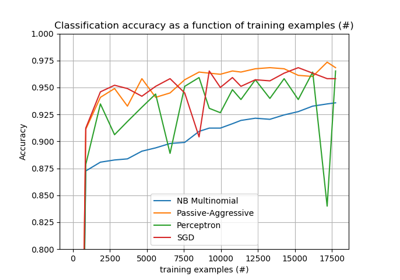 Classification accuracy as a function of training examples (#)
1.000
0.975
0.950
0.925
0.900
0.875
0.850
0.825
0.800
Accuracy
NB Multinomial
Passive-Aggressive
Perceptron
SGD
0 2500 5000 7500 10000 12500 15000 17500
training examples (#)